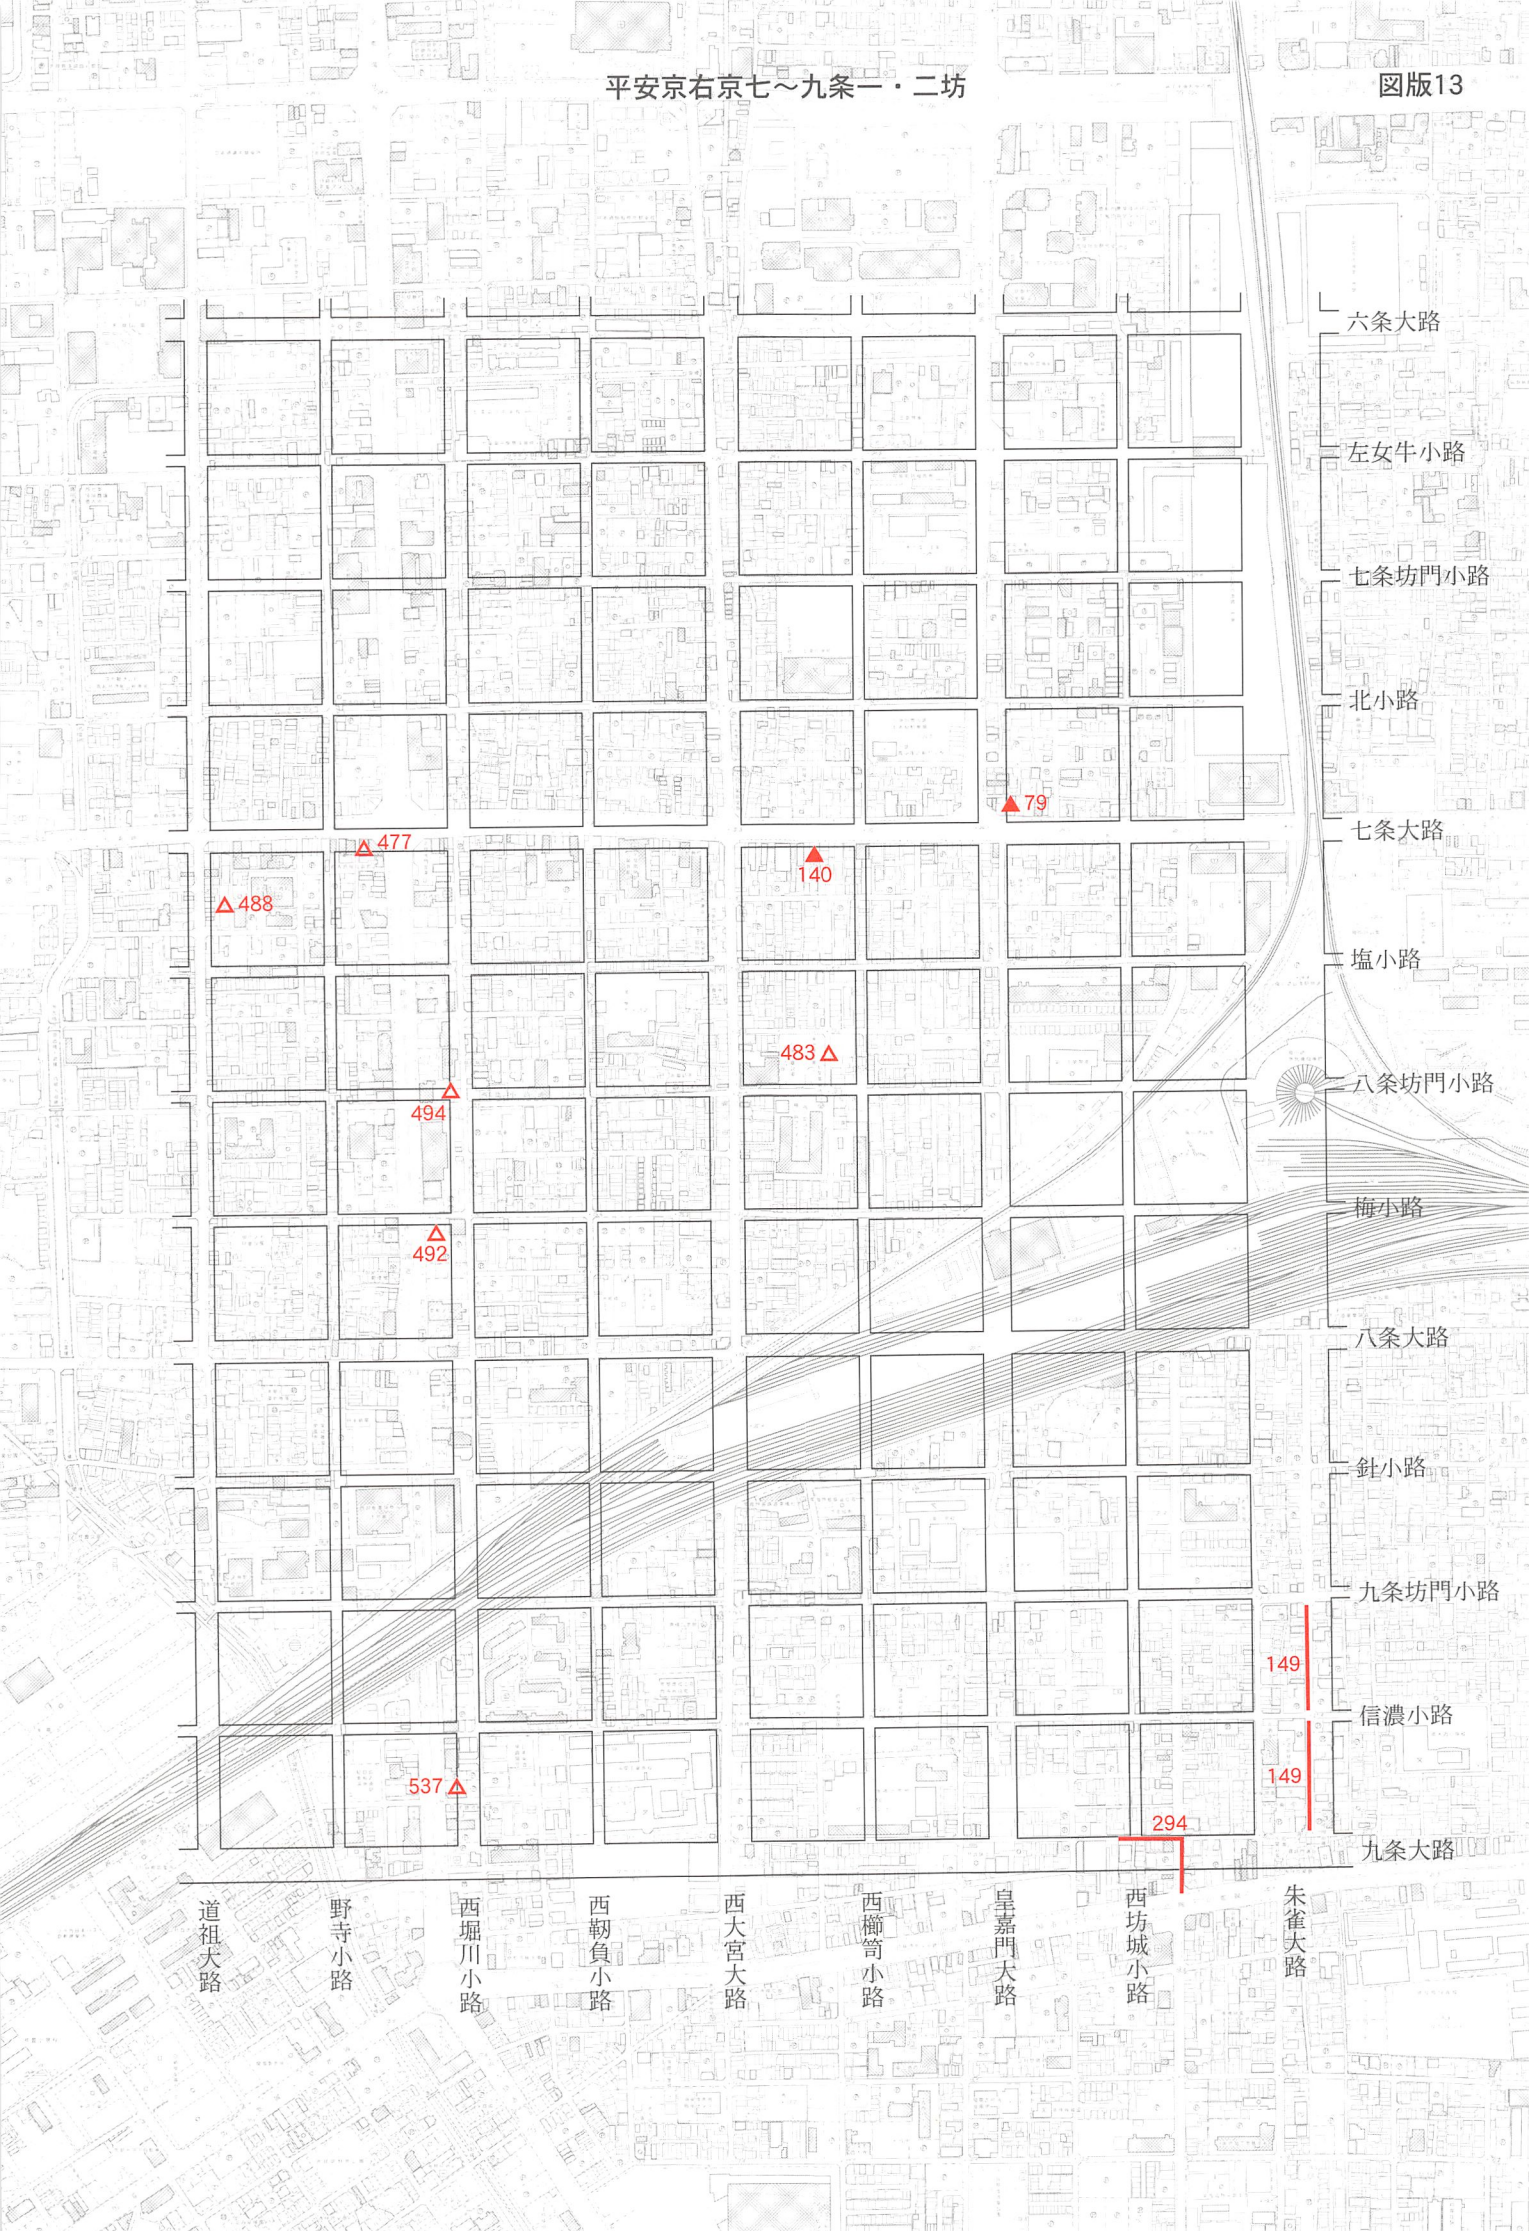 平安京右京七～九条一・二坊
図版13
六条大路
左女牛小路
七条坊門小路
北小路
79
七条大路
477
140
488
塩小路
483
八条坊門小路
494
梅小路
492
八条大路
針小路
九条坊門小路
149
信濃小路
149
537
294
九条大路
道祖大路
野寺小路
西堀川小路
西靱負小路
西大宮大路
西櫛笥小路
皇嘉門大路
西坊城小路
朱雀大路